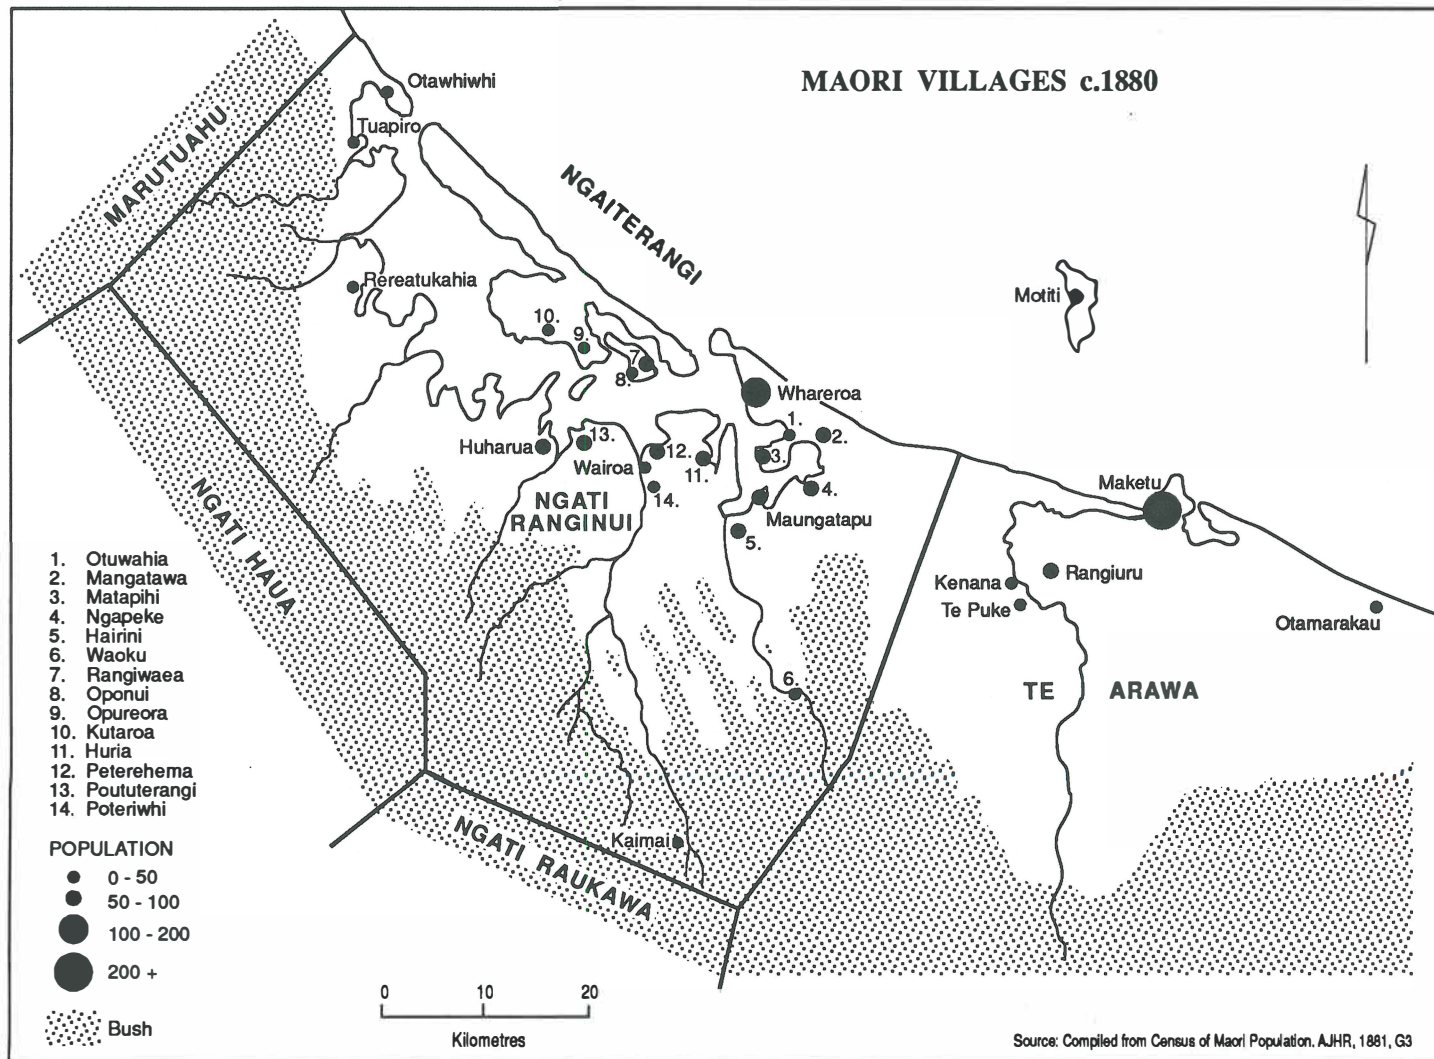 MAORI VILLAGES c.1880
Otawhiwhi
Tuapiro
MARUTUAHU
NGAITERANGI
Rereatukahia
Motiti
10.
9.
7.
8.
Whareroa
1.
2.
3.
4.
Huharua
13.
12.
11.
Wairoa
14.
Maungatapu
5.
NGATI
RANGINUI
Maketu
NGATI HAUA
Kenana
Rangiuru
Te Puke
Otamarakau
6.
TE ARAWA
Kaimai
NGATI RAUKAWA
1. Otuwahia
2. Mangatawa
3. Matapihi
4. Ngapeke
5. Hairini
6. Waoku
7. Rangiwaea
8. Oponui
9. Opureora
10. Kutaroa
11. Huria
12. Peterehema
13. Poututerangi
14. Poteriwhi
POPULATION
0 - 50
50 - 100
100 - 200
200 +
Bush
0 10 20
Kilometres
Source: Compiled from Census of Maori Population. AJHR, 1881, G3